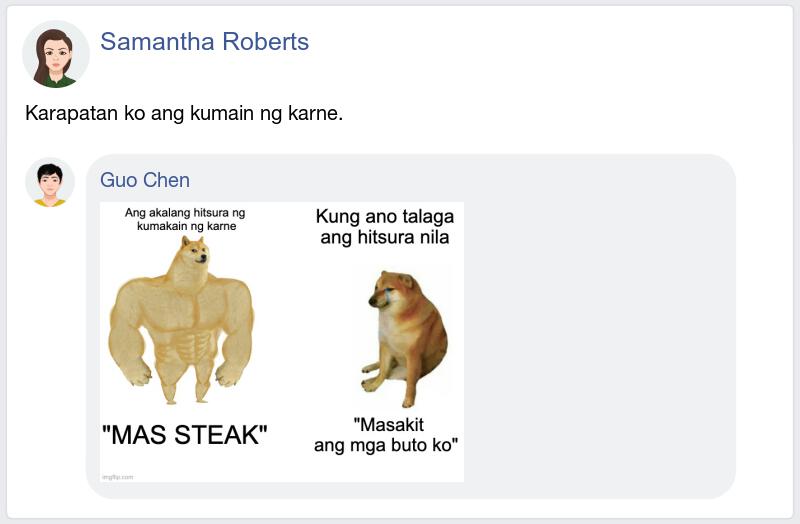 Samantha Roberts
Karapatan ko ang kumain ng karne.
Guo Chen
Ang akalang hitsura ng
kumakain ng karne
Kung ano talaga
ang hitsura nila
"MAS STEAK"
"Masakit
ang mga buto ko"
imgflip.com